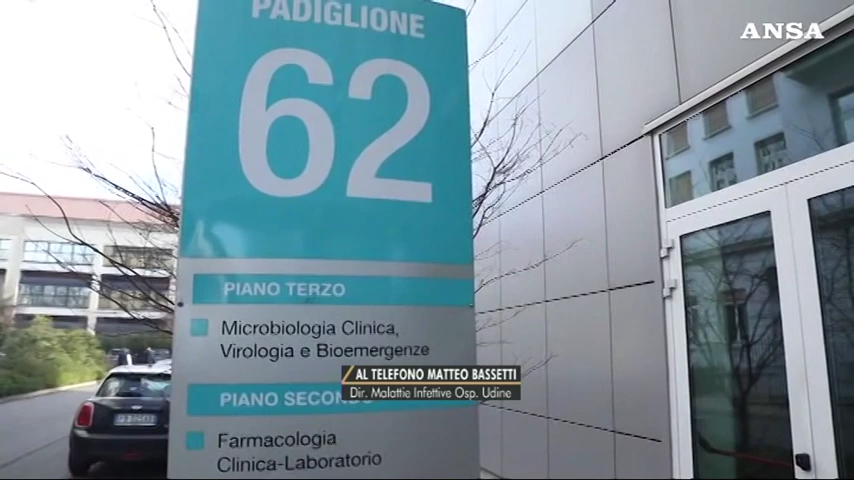 PADIGLIONE
ANSA
62
PIANO TERZO
Microbiologia Clinica,
Virologia e Bioemergenze
AL TELEFONO MATTEO BASSETTI
Dir. Malattie Infettive Osp. Udine
PIANO SECONDO
Farmacologia
Clinica-Laboratorio